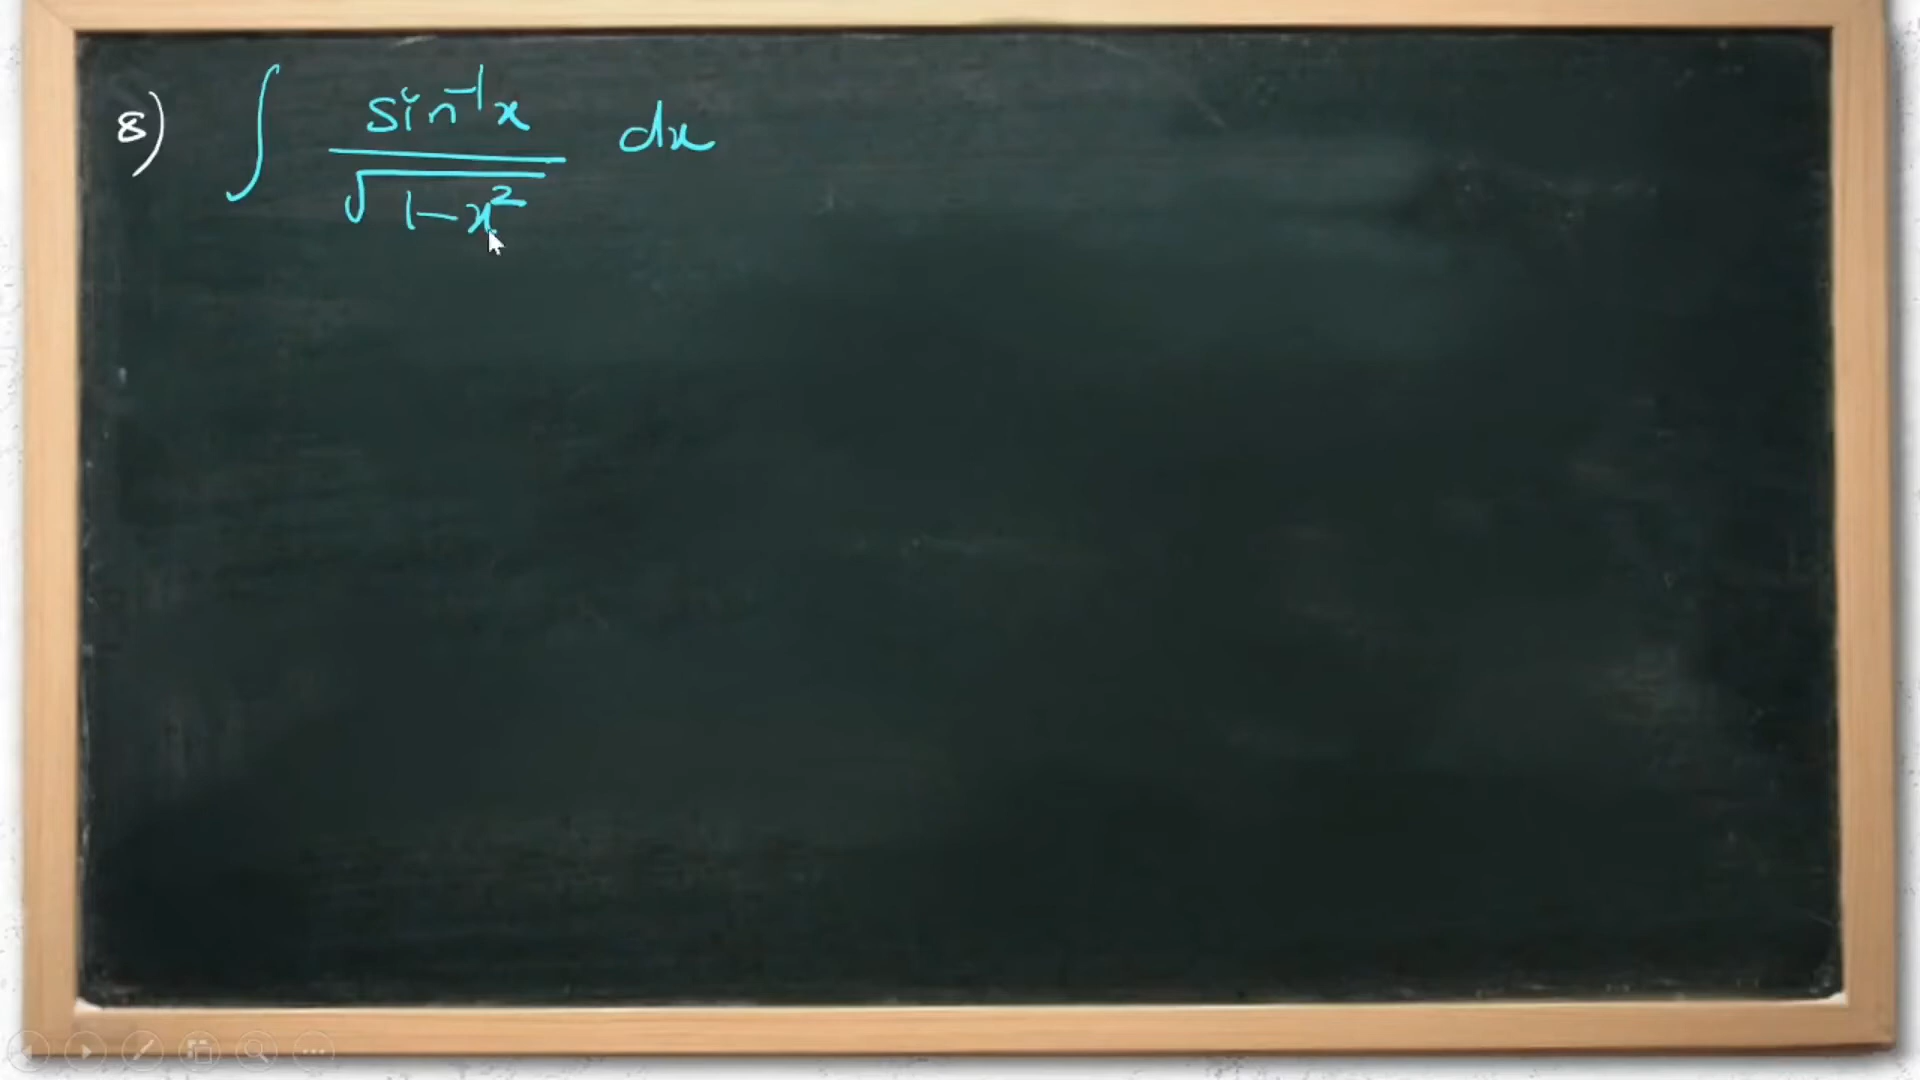 8) ∫ sin⁻¹x / √(1-x²) dx